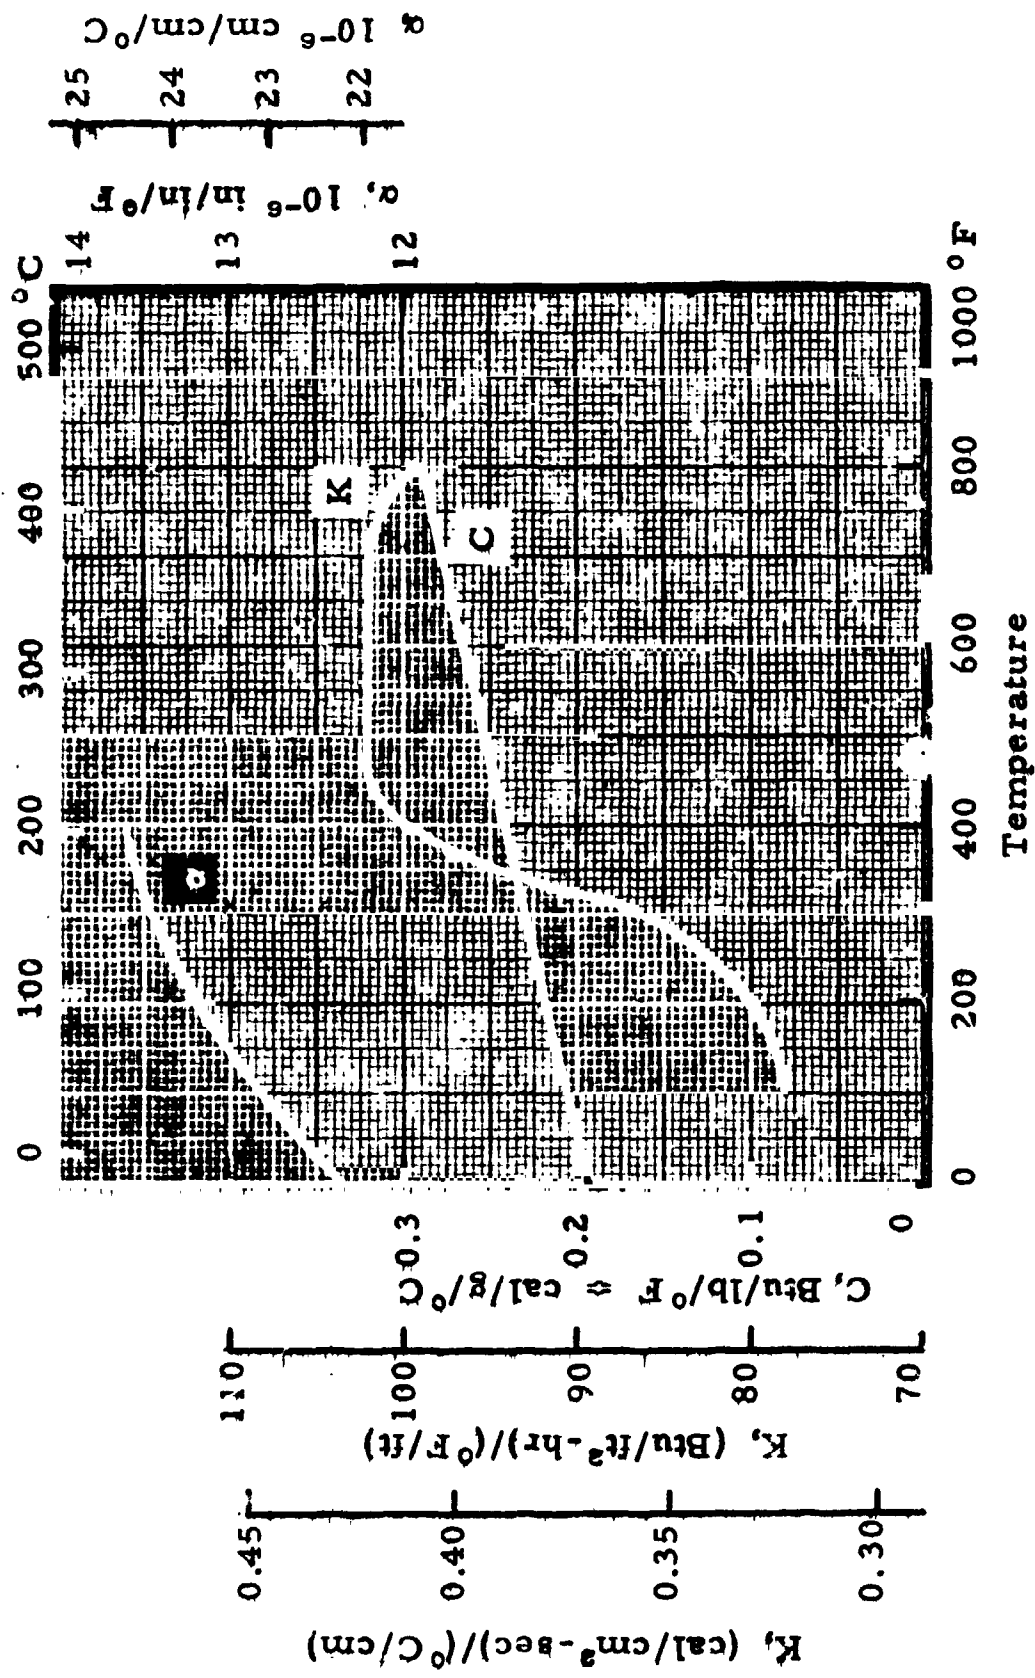 α, 10⁻⁶ cm/cm/°C
25
24
23
22
α, 10⁻⁶ in/in/°F
14
13
12
°C
0
100
200
300
400
500
α
K
C
°F
0
200
400
600
800
1000
Temperature
C, Btu/lb/°F ≎ cal/g/°C
0.3
0.2
0.1
0
K, (Btu/ft²-hr)/(°F/ft)
110
100
90
80
70
K, (cal/cm²-sec)/(°C/cm)
0.45
0.40
0.35
0.30